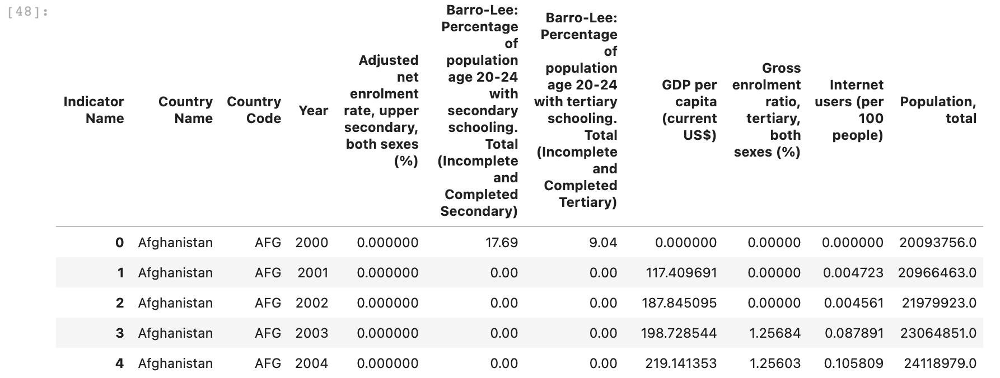 [48]:
Indicator Name Country Name Country Code Year Adjusted net enrolment rate, upper secondary, both sexes (%) Barro-Lee: Percentage of population age 20-24 with secondary schooling. Total (Incomplete and Completed Secondary) Barro-Lee: Percentage of population age 20-24 with tertiary schooling. Total (Incomplete and Completed Tertiary) GDP per capita (current US$) Gross enrolment ratio, tertiary, both sexes (%) Internet users (per 100 people) Population, total
0 Afghanistan AFG 2000 0.000000 17.69 9.04 0.000000 0.00000 0.000000 20093756.0
1 Afghanistan AFG 2001 0.000000 0.00 0.00 117.409691 0.00000 0.004723 20966463.0
2 Afghanistan AFG 2002 0.000000 0.00 0.00 187.845095 0.00000 0.004561 21979923.0
3 Afghanistan AFG 2003 0.000000 0.00 0.00 198.728544 1.25684 0.087891 23064851.0
4 Afghanistan AFG 2004 0.000000 0.00 0.00 219.141353 1.25603 0.105809 24118979.0